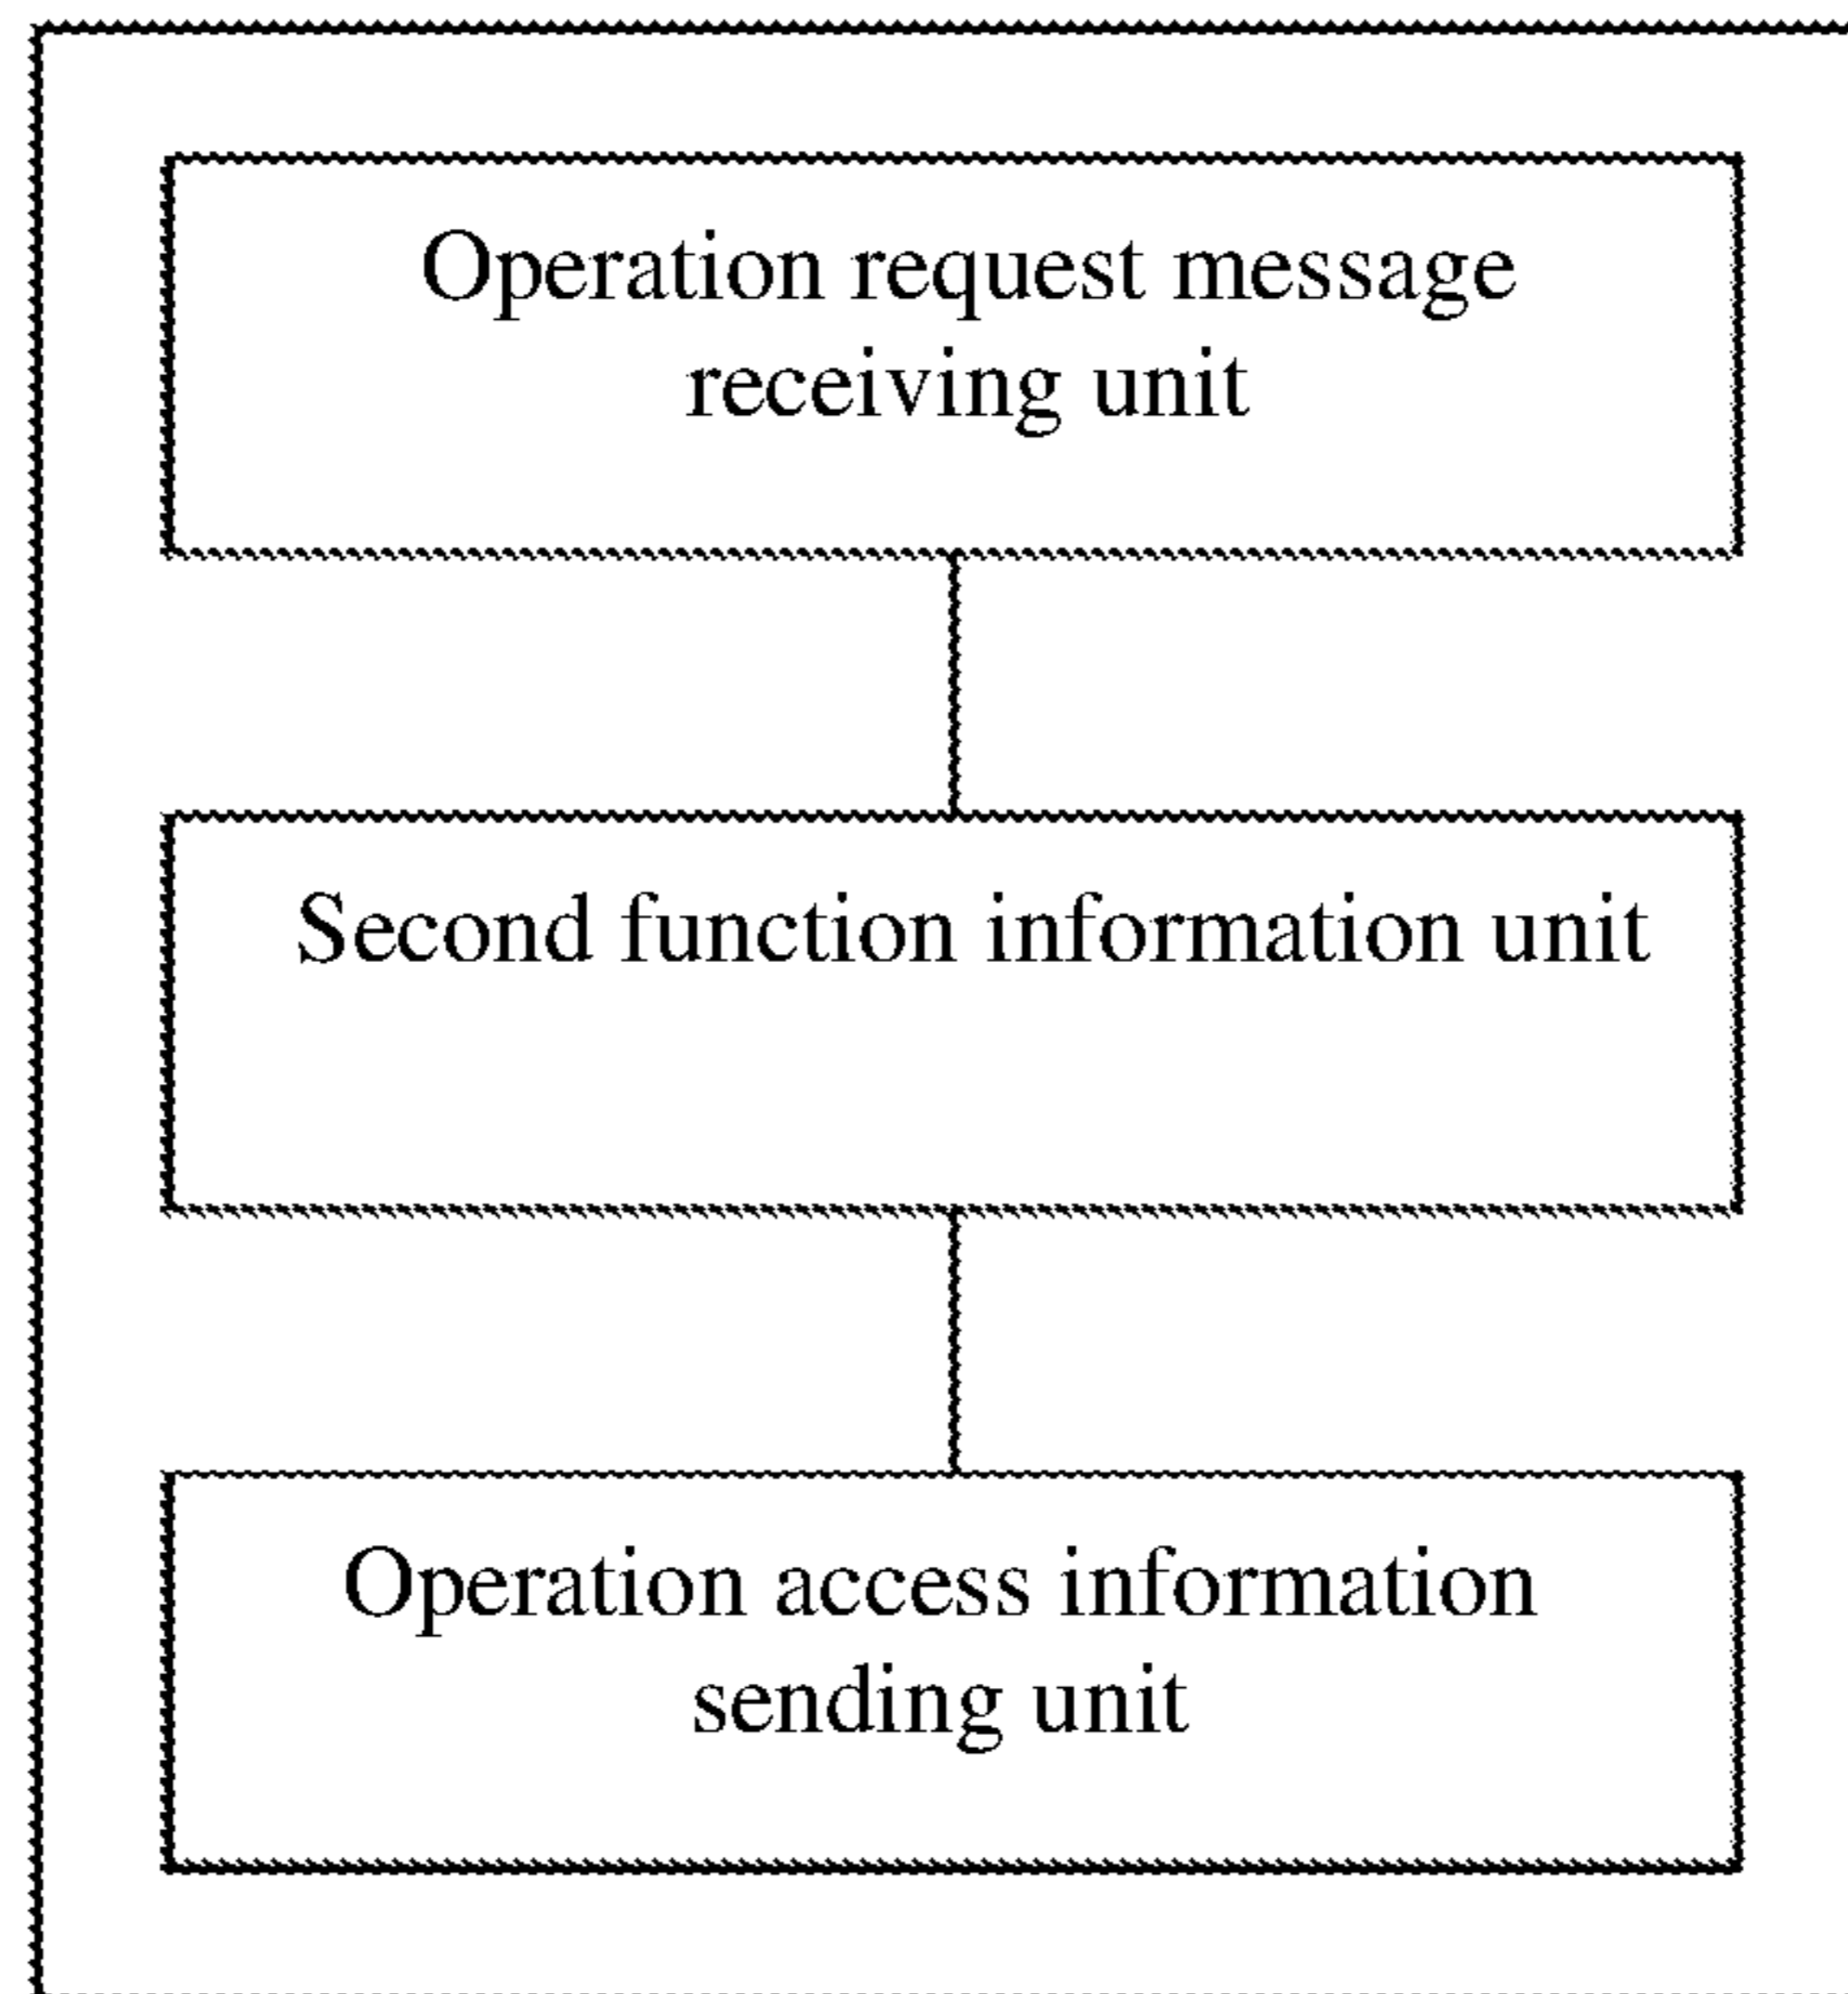 Operation request message
receiving unit
Second function information unit
Operation access information
sending unit